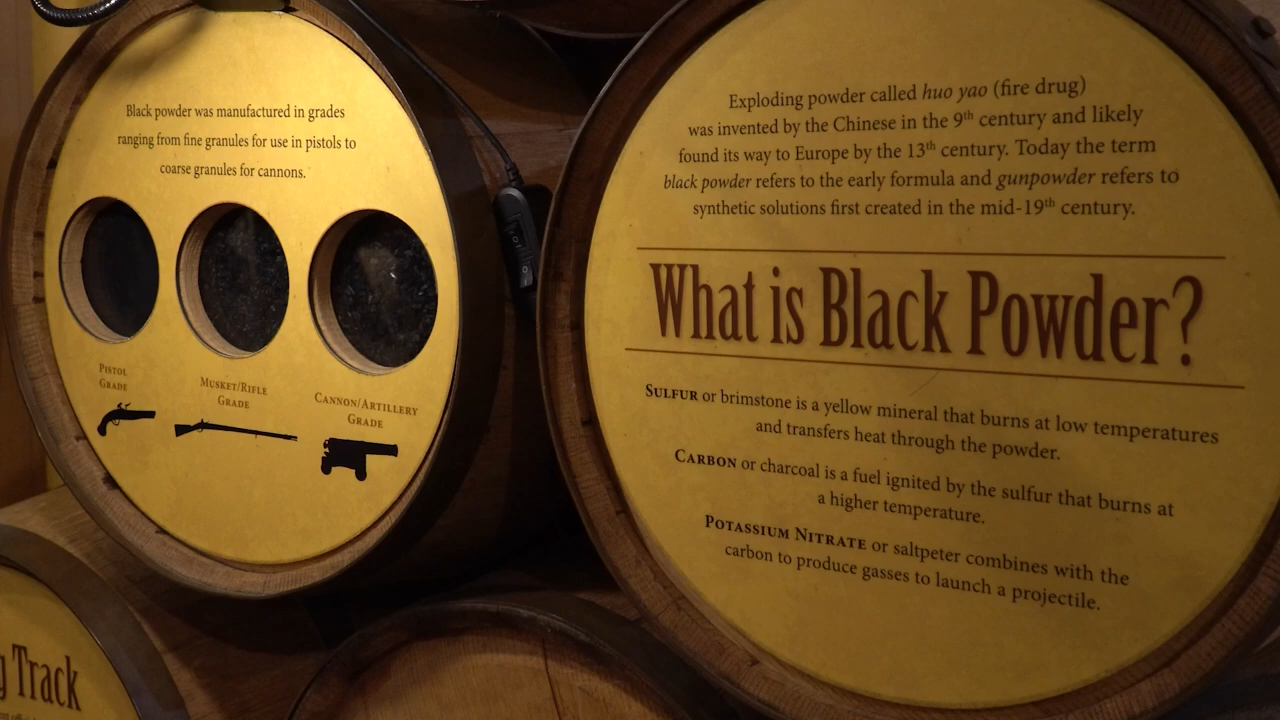 Black powder was manufactured in grades
ranging from fine granules for use in pistols to
coarse granules for cannons.
Pistol
Grade
Musket/Rifle
Grade
Cannon/Artillery
Grade
Exploding powder called huo yao (fire drug)
was invented by the Chinese in the 9th century and likely
found its way to Europe by the 13th century. Today the term
black powder refers to the early formula and gunpowder refers to
synthetic solutions first created in the mid-19th century.
What is Black Powder?
Sulfur or brimstone is a yellow mineral that burns at low temperatures
and transfers heat through the powder.
Carbon or charcoal is a fuel ignited by the sulfur that burns at
a higher temperature.
Potassium Nitrate or saltpeter combines with the
carbon to produce gasses to launch a projectile.
Track